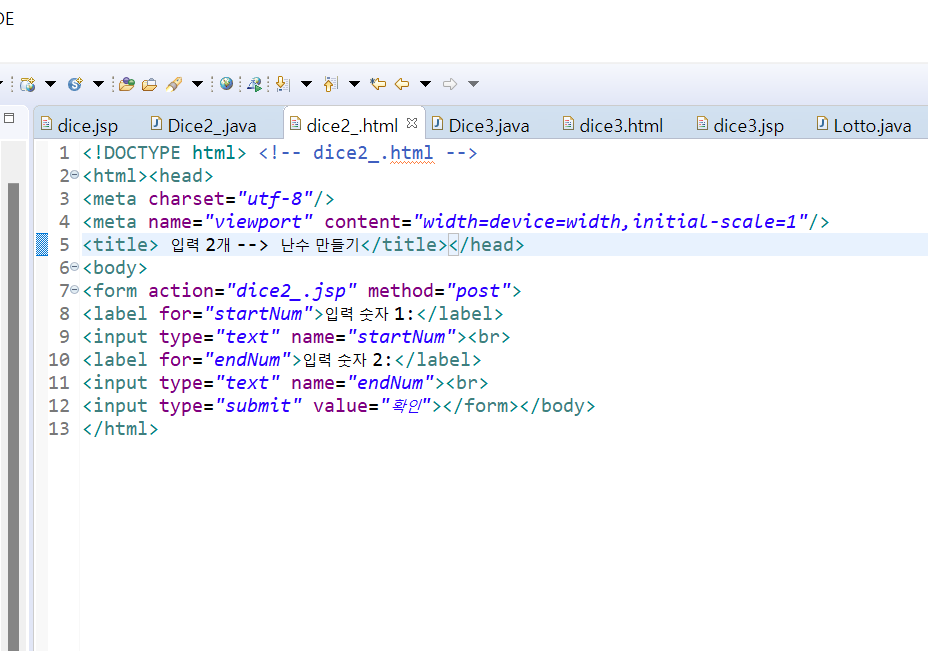 DE
dice.jsp Dice2_.java dice2_.html Dice3.java dice3.html dice3.jsp Lotto.java
1 <!DOCTYPE html> <!-- dice2_.html -->
2 <html><head>
3 <meta charset="utf-8"/>
4 <meta name="viewport" content="width=device=width,initial-scale=1"/>
5 <title> 입력 2개 --> 난수 만들기</title></head>
6 <body>
7 <form action="dice2_.jsp" method="post">
8 <label for="startNum">입력 숫자 1:</label>
9 <input type="text" name="startNum"><br>
10 <label for="endNum">입력 숫자 2:</label>
11 <input type="text" name="endNum"><br>
12 <input type="submit" value="확인"></form></body>
13 </html>